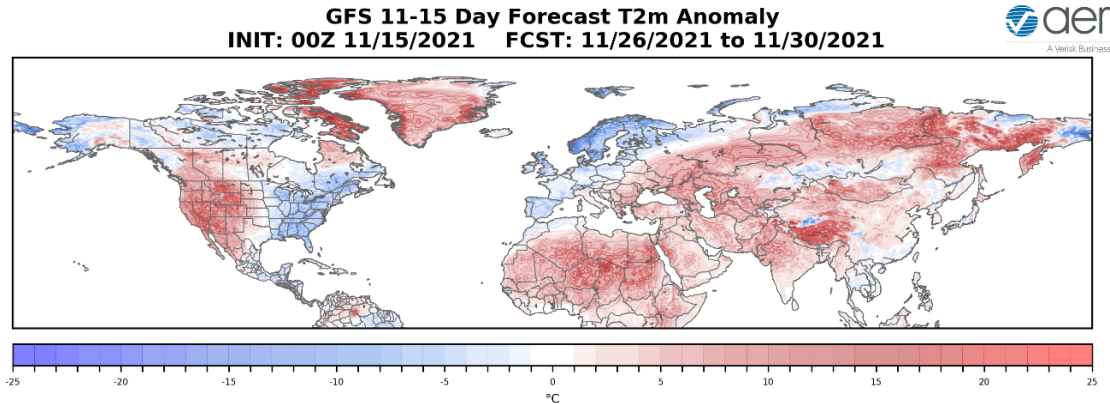 GFS 11-15 Day Forecast T2m Anomaly
INIT: 00Z 11/15/2021 FCST: 11/26/2021 to 11/30/2021
aer
A Verisk Business
-25 -20 -15 -10 -5 0 5 10 15 20 25
°C